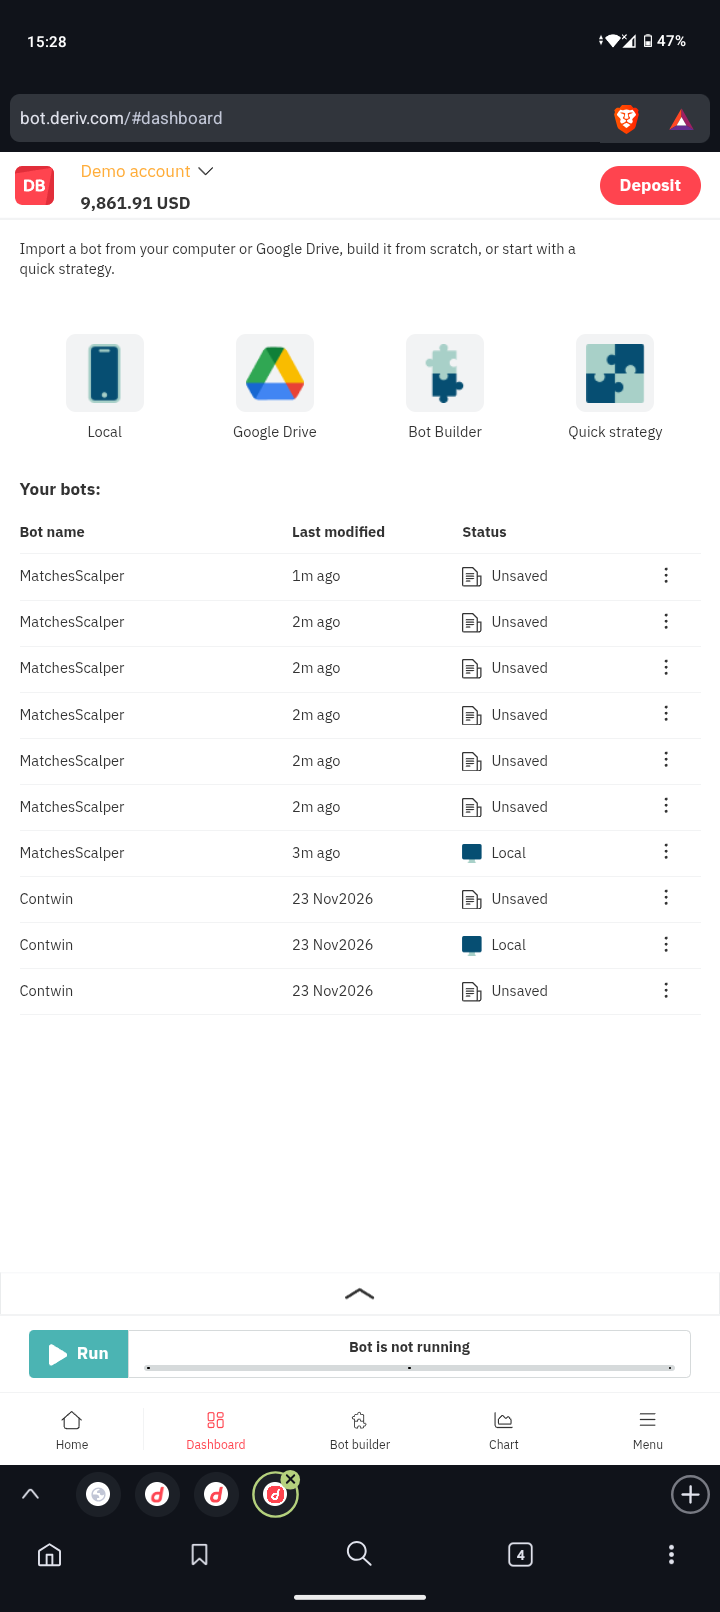 15:28
47%
bot.deriv.com/#dashboard
DB
Demo account
9,861.91 USD
Deposit
Import a bot from your computer or Google Drive, build it from scratch, or start with a
quick strategy.
Local Google Drive Bot Builder Quick strategy
Your bots:
Bot name Last modified Status
MatchesScalper 1m ago Unsaved
MatchesScalper 2m ago Unsaved
MatchesScalper 2m ago Unsaved
MatchesScalper 2m ago Unsaved
MatchesScalper 2m ago Unsaved
MatchesScalper 2m ago Unsaved
MatchesScalper 3m ago Local
Contwin 23 Nov2026 Unsaved
Contwin 23 Nov2026 Local
Contwin 23 Nov2026 Unsaved
Run
Bot is not running
Home Dashboard Bot builder Chart Menu
4